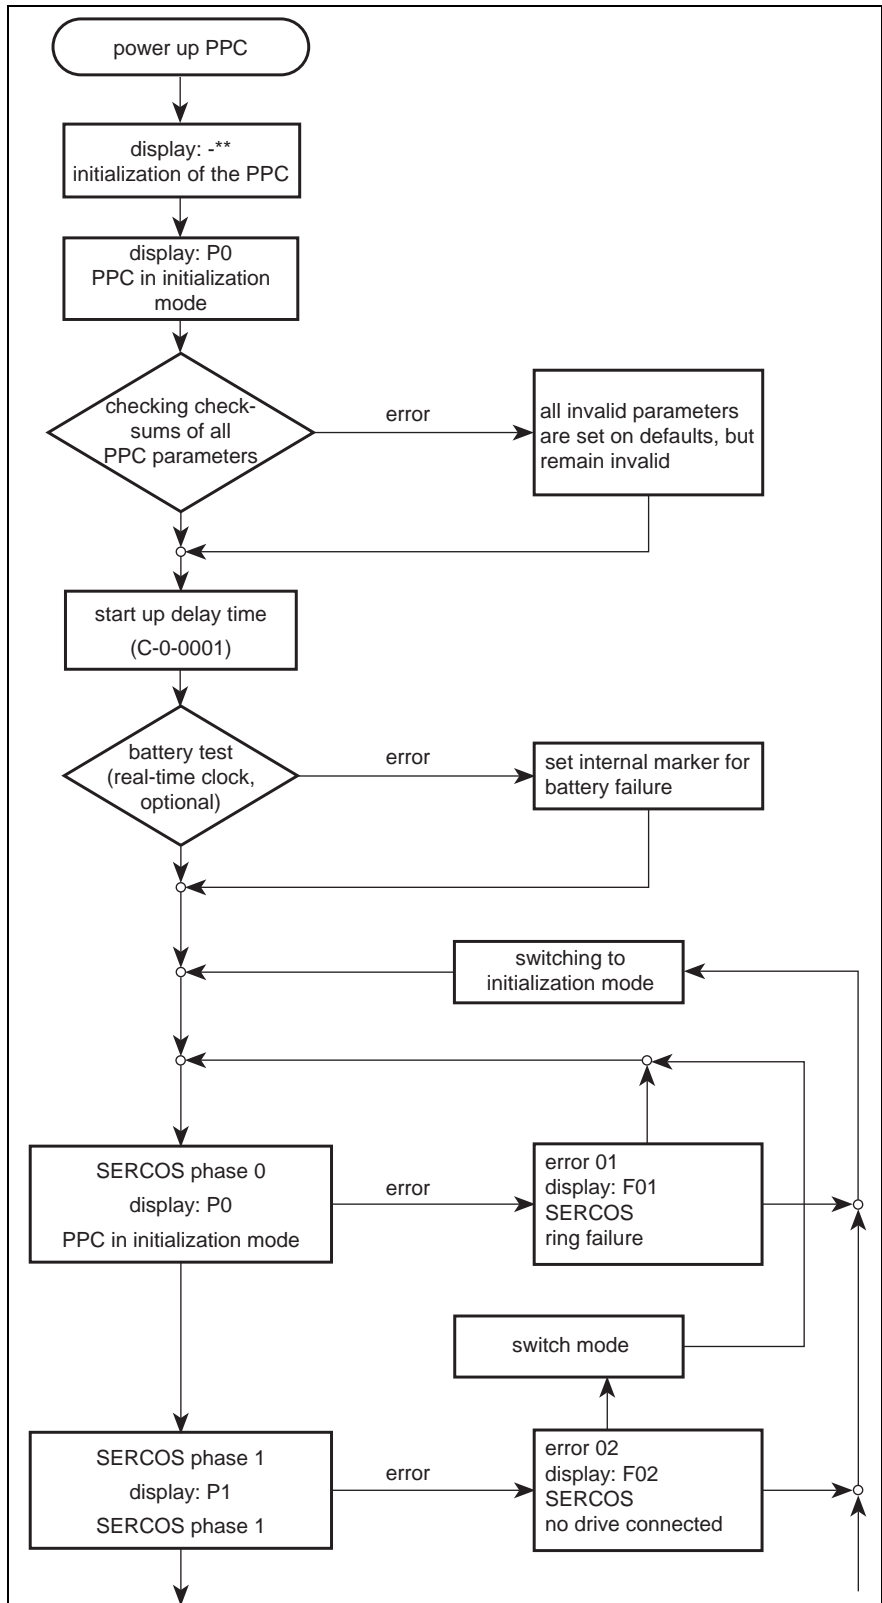 power up PPC
display: -**
initialization of the PPC
display: P0
PPC in initialization
mode
checking check-
sums of all
PPC parameters
error
all invalid parameters
are set on defaults, but
remain invalid
start up delay time
(C-0-0001)
battery test
(real-time clock,
optional)
error
set internal marker for
battery failure
switching to
initialization mode
SERCOS phase 0
display: P0
PPC in initialization mode
error
error 01
display: F01
SERCOS
ring failure
switch mode
SERCOS phase 1
display: P1
SERCOS phase 1
error
error 02
display: F02
SERCOS
no drive connected